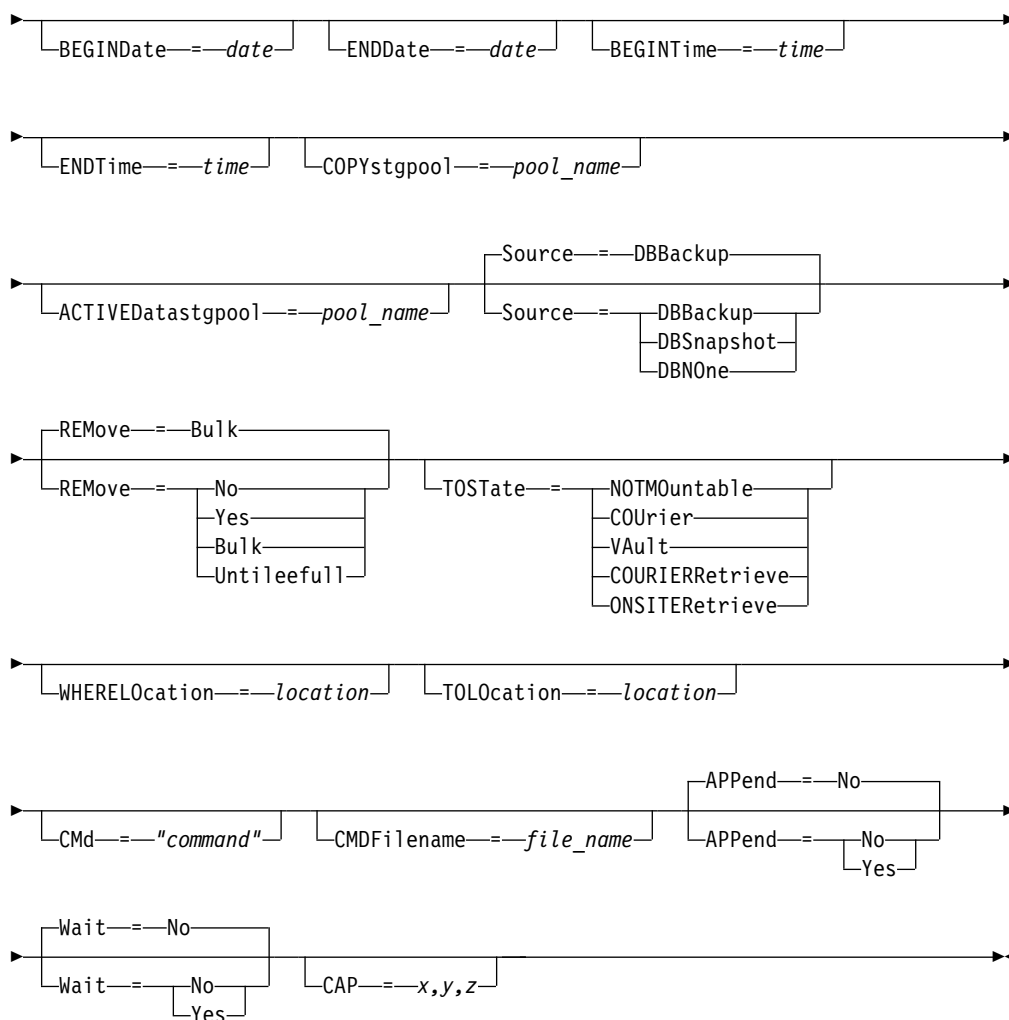 BEGINDate = date ENDDate = date BEGINTime = time
ENDTime = time COPYstgpool = pool_name
Source = DBBackup
ACTIVEDatastgpool = pool_name Source = DBBackup
DBSnapshot
DBNOne
REMove = Bulk
REMove = No TOSTate = NOTMOuntable
Yes COUrier
Bulk VAult
Untileefull COURIERRetrieve
ONSITERetrieve
WHERELOcation = location TOLOcation = location
APPend = No
CMd = "command" CMDFilename = file_name APPend = No
Yes
Wait = No
Wait = No CAP = x,y,z
Yes